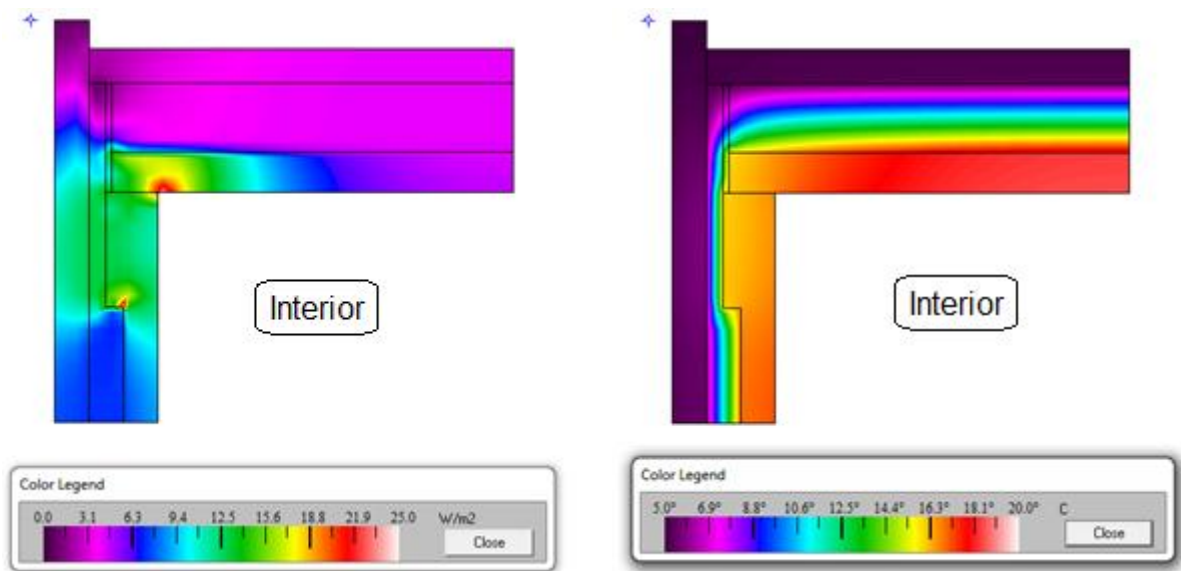 Interior
Interior
Color Legend
0.0 3.1 6.3 9.4 12.5 15.6 18.8 21.9 25.0 W/m2
Close
Color Legend
5.0° 6.9° 8.8° 10.6° 12.5° 14.4° 16.3° 18.1° 20.0° C
Close